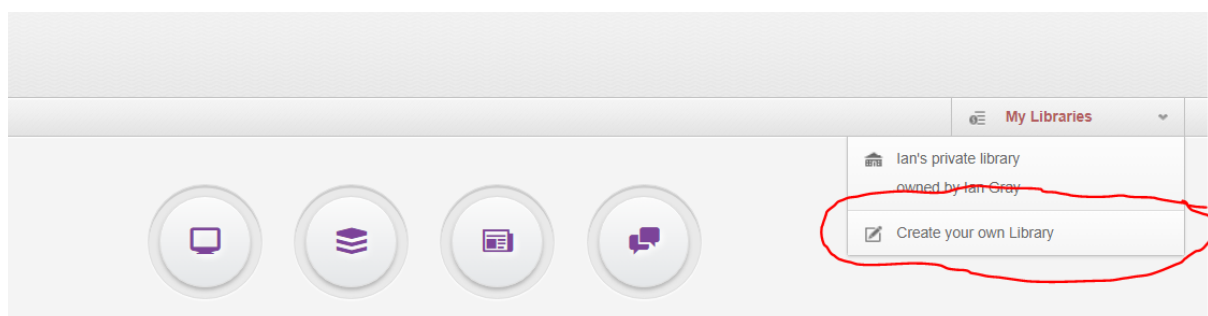 My Libraries
Ian's private library
owned by Ian Gray
Create your own Library